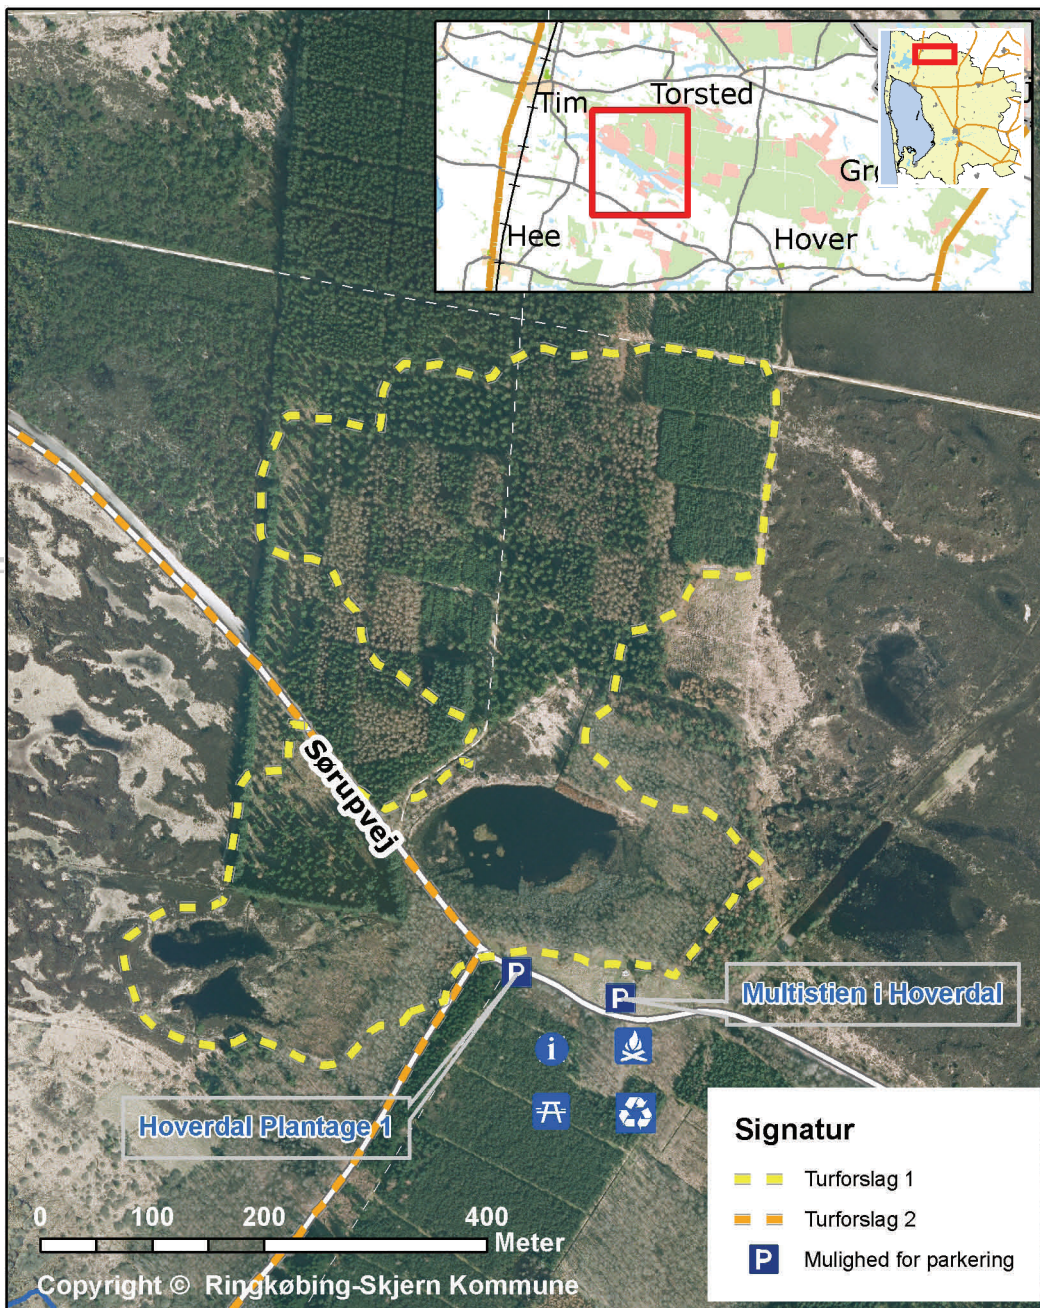 Tim
Torsted
Hee
Hover
Sørupvej
P
P
Multistien i Hoverdal
i
Hoverdal Plantage 1
Signatur
Turforslag 1
Turforslag 2
P Mulighed for parkering
0 100 200 400
Meter
Copyright © Ringkøbing-Skjern Kommune